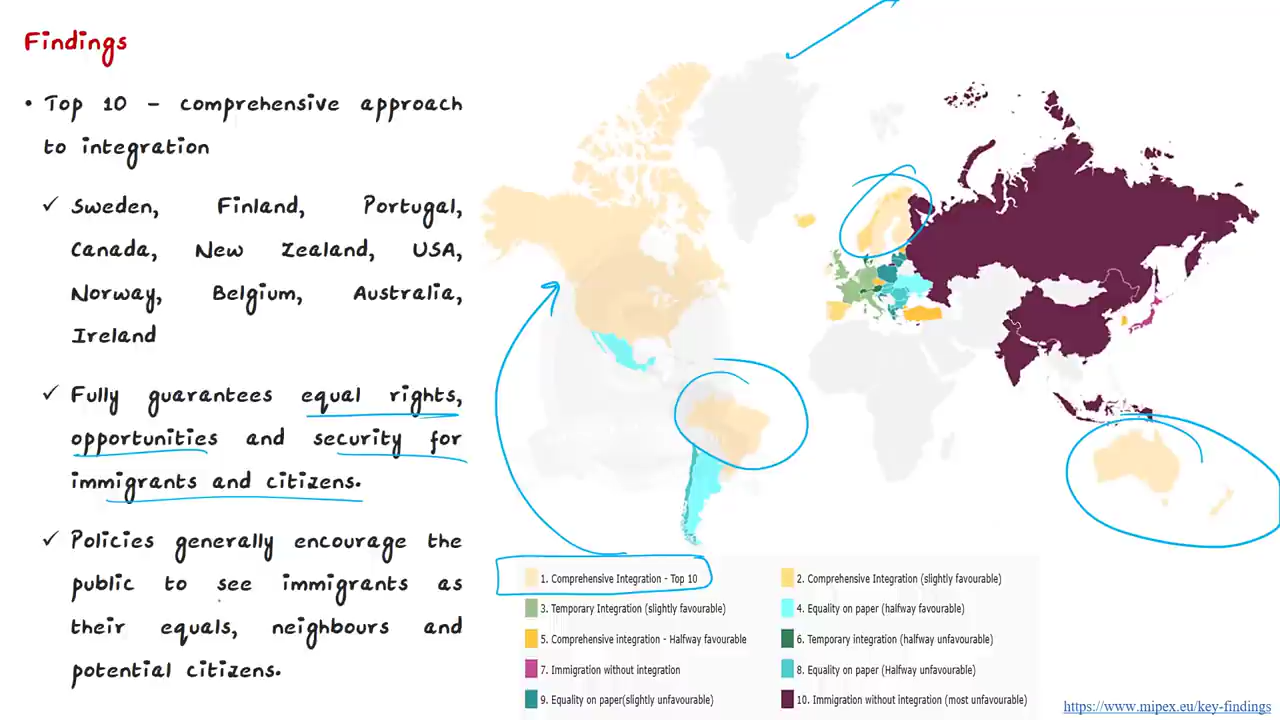 Findings
• Top 10 – comprehensive approach
to integration
✓ Sweden, Finland, Portugal,
Canada, New Zealand, USA,
Norway, Belgium, Australia,
Ireland
✓ Fully guarantees equal rights,
opportunities and security for
immigrants and citizens.
✓ Policies generally encourage the
public to see immigrants as
their equals, neighbours and
potential citizens.
1. Comprehensive Integration - Top 10
2. Comprehensive Integration (slightly favourable)
3. Temporary Integration (slightly favourable)
4. Equality on paper (halfway favourable)
5. Comprehensive integration - Halfway favourable
6. Temporary integration (halfway unfavourable)
7. Immigration without integration
8. Equality on paper (Halfway unfavourable)
9. Equality on paper(slightly unfavourable)
10. Immigration without integration (most unfavourable)
https://www.mipex.eu/key-findings